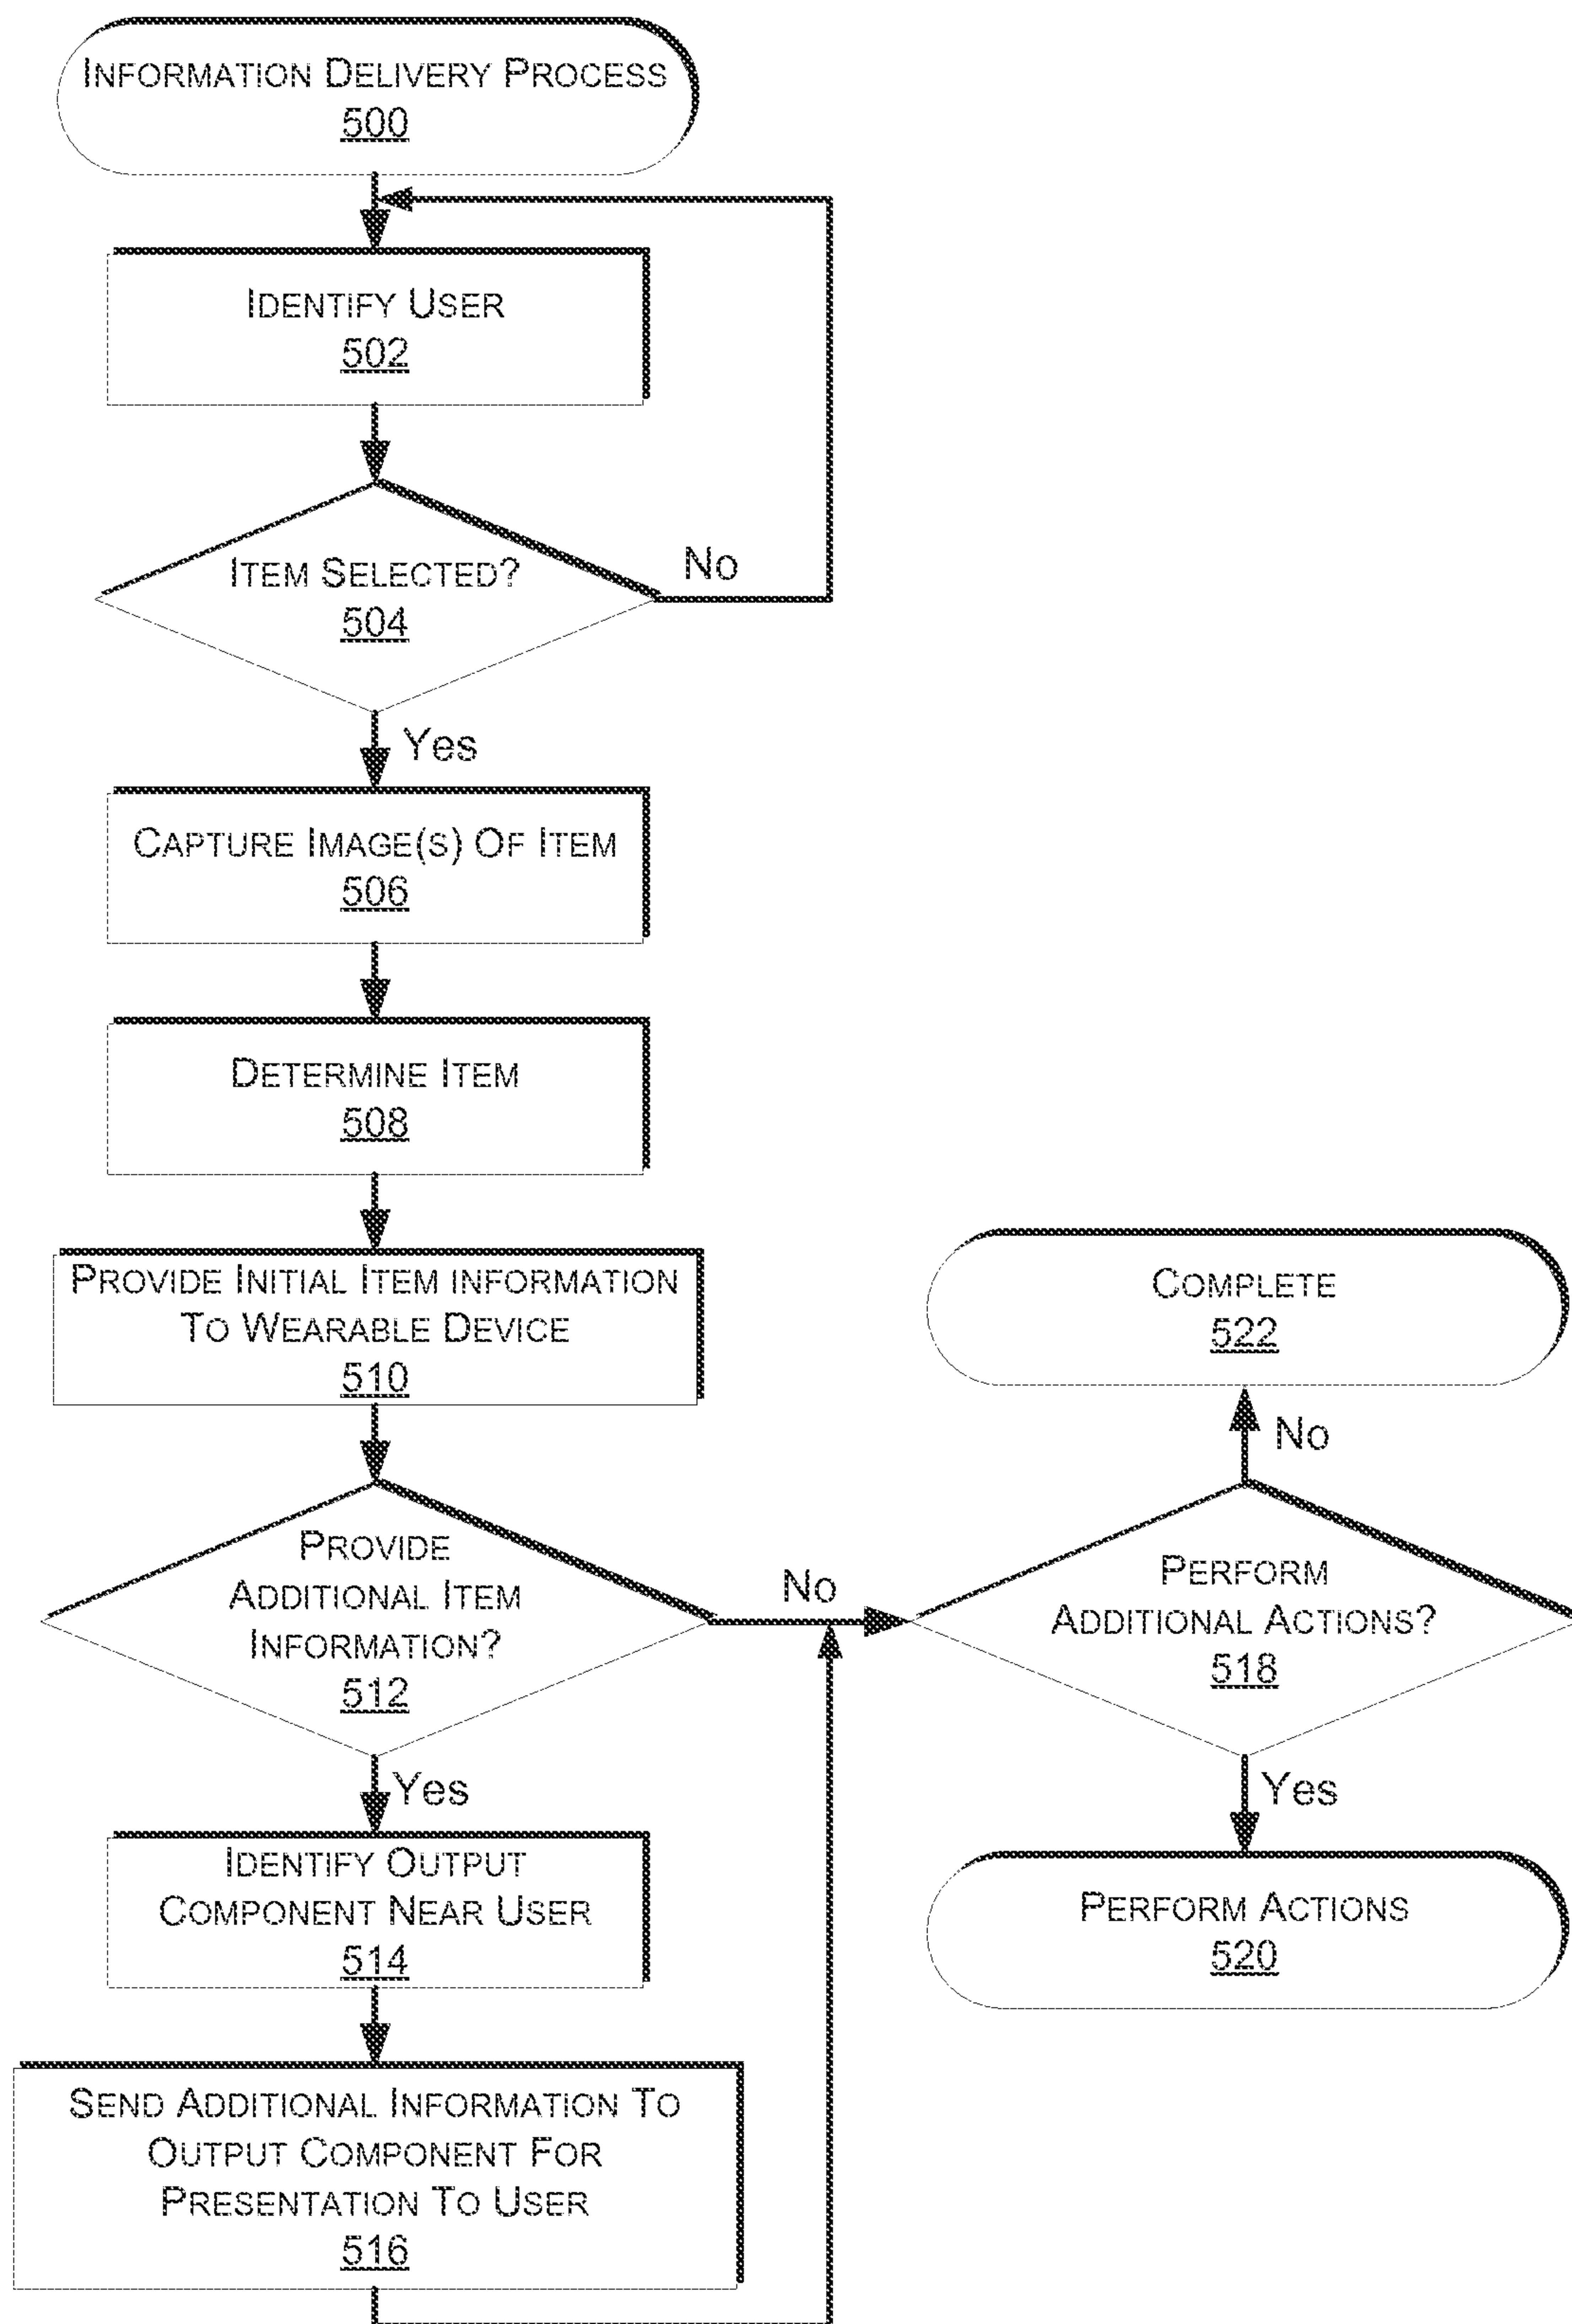 INFORMATION DELIVERY PROCESS
500
IDENTIFY USER
502
ITEM SELECTED?
504
No
Yes
CAPTURE IMAGE(S) OF ITEM
506
DETERMINE ITEM
508
PROVIDE INITIAL ITEM INFORMATION
TO WEARABLE DEVICE
510
PROVIDE
ADDITIONAL ITEM
INFORMATION?
512
No
Yes
IDENTIFY OUTPUT
COMPONENT NEAR USER
514
SEND ADDITIONAL INFORMATION TO
OUTPUT COMPONENT FOR
PRESENTATION TO USER
516
COMPLETE
522
No
PERFORM
ADDITIONAL ACTIONS?
518
Yes
PERFORM ACTIONS
520